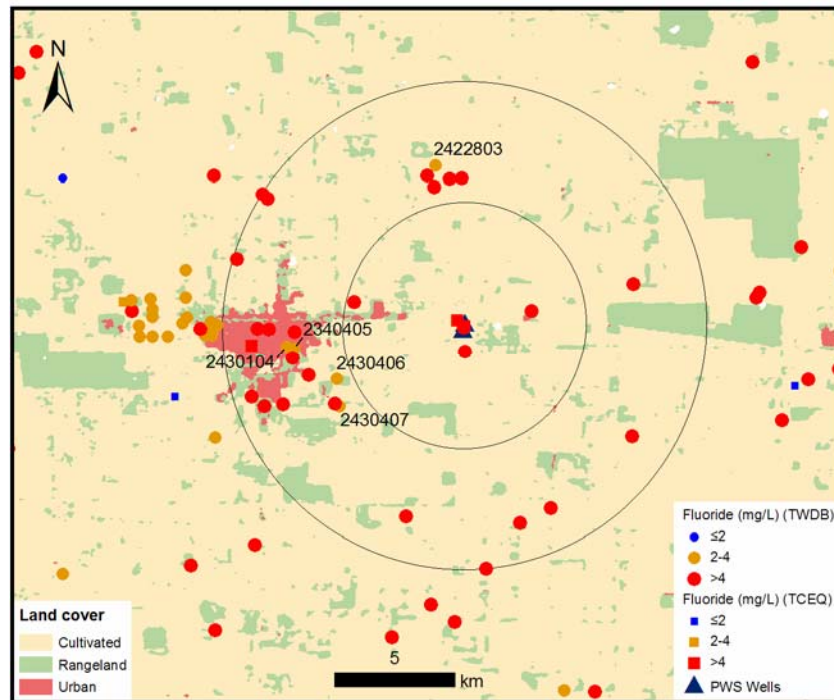 N
2422803
2340405
2430104
2430406
2430407
Fluoride (mg/L) (TWDB)
≤2
2-4
>4
Fluoride (mg/L) (TCEQ)
≤2
2-4
>4
PWS Wells
Land cover
Cultivated
Rangeland
Urban
5
km